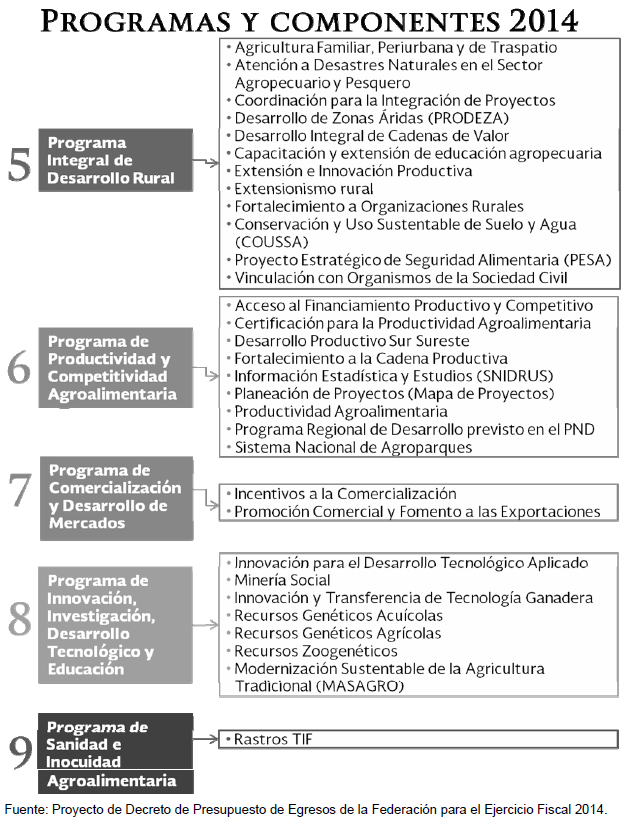 PROGRAMAS Y COMPONENTES 2014
5
Programa
Integral de
Desarrollo Rural
• Agricultura Familiar, Periurbana y de Traspatio
• Atención a Desastres Naturales en el Sector
Agropecuario y Pesquero
• Coordinación para la Integración de Proyectos
• Desarrollo de Zonas Áridas (PRODEZA)
• Desarrollo Integral de Cadenas de Valor
• Capacitación y extensión de educación agropecuaria
• Extensión e Innovación Productiva
• Extensionismo rural
• Fortalecimiento a Organizaciones Rurales
• Conservación y Uso Sustentable de Suelo y Agua
(COUSSA)
• Proyecto Estratégico de Seguridad Alimentaria (PESA)
• Vinculación con Organismos de la Sociedad Civil
6
Programa de
Productividad y
Competitividad
Agroalimentaria
• Acceso al Financiamiento Productivo y Competitivo
• Certificación para la Productividad Agroalimentaria
• Desarrollo Productivo Sur Sureste
• Fortalecimiento a la Cadena Productiva
• Información Estadística y Estudios (SNIDRUS)
• Planeación de Proyectos (Mapa de Proyectos)
• Productividad Agroalimentaria
• Programa Regional de Desarrollo previsto en el PND
• Sistema Nacional de Agroparques
7
Programa de
Comercialización
y Desarrollo de
Mercados
• Incentivos a la Comercialización
• Promoción Comercial y Fomento a las Exportaciones
8
Programa de
Innovación,
Investigación,
Desarrollo
Tecnológico y
Educación
• Innovación para el Desarrollo Tecnológico Aplicado
• Minería Social
• Innovación y Transferencia de Tecnología Ganadera
• Recursos Genéticos Acuícolas
• Recursos Genéticos Agrícolas
• Recursos Zoogenéticos
• Modernización Sustentable de la Agricultura
Tradicional (MASAGRO)
9
Programa de
Sanidad e
Inocuidad
Agroalimentaria
• Rastros TIF
Fuente: Proyecto de Decreto de Presupuesto de Egresos de la Federación para el Ejercicio Fiscal 2014.